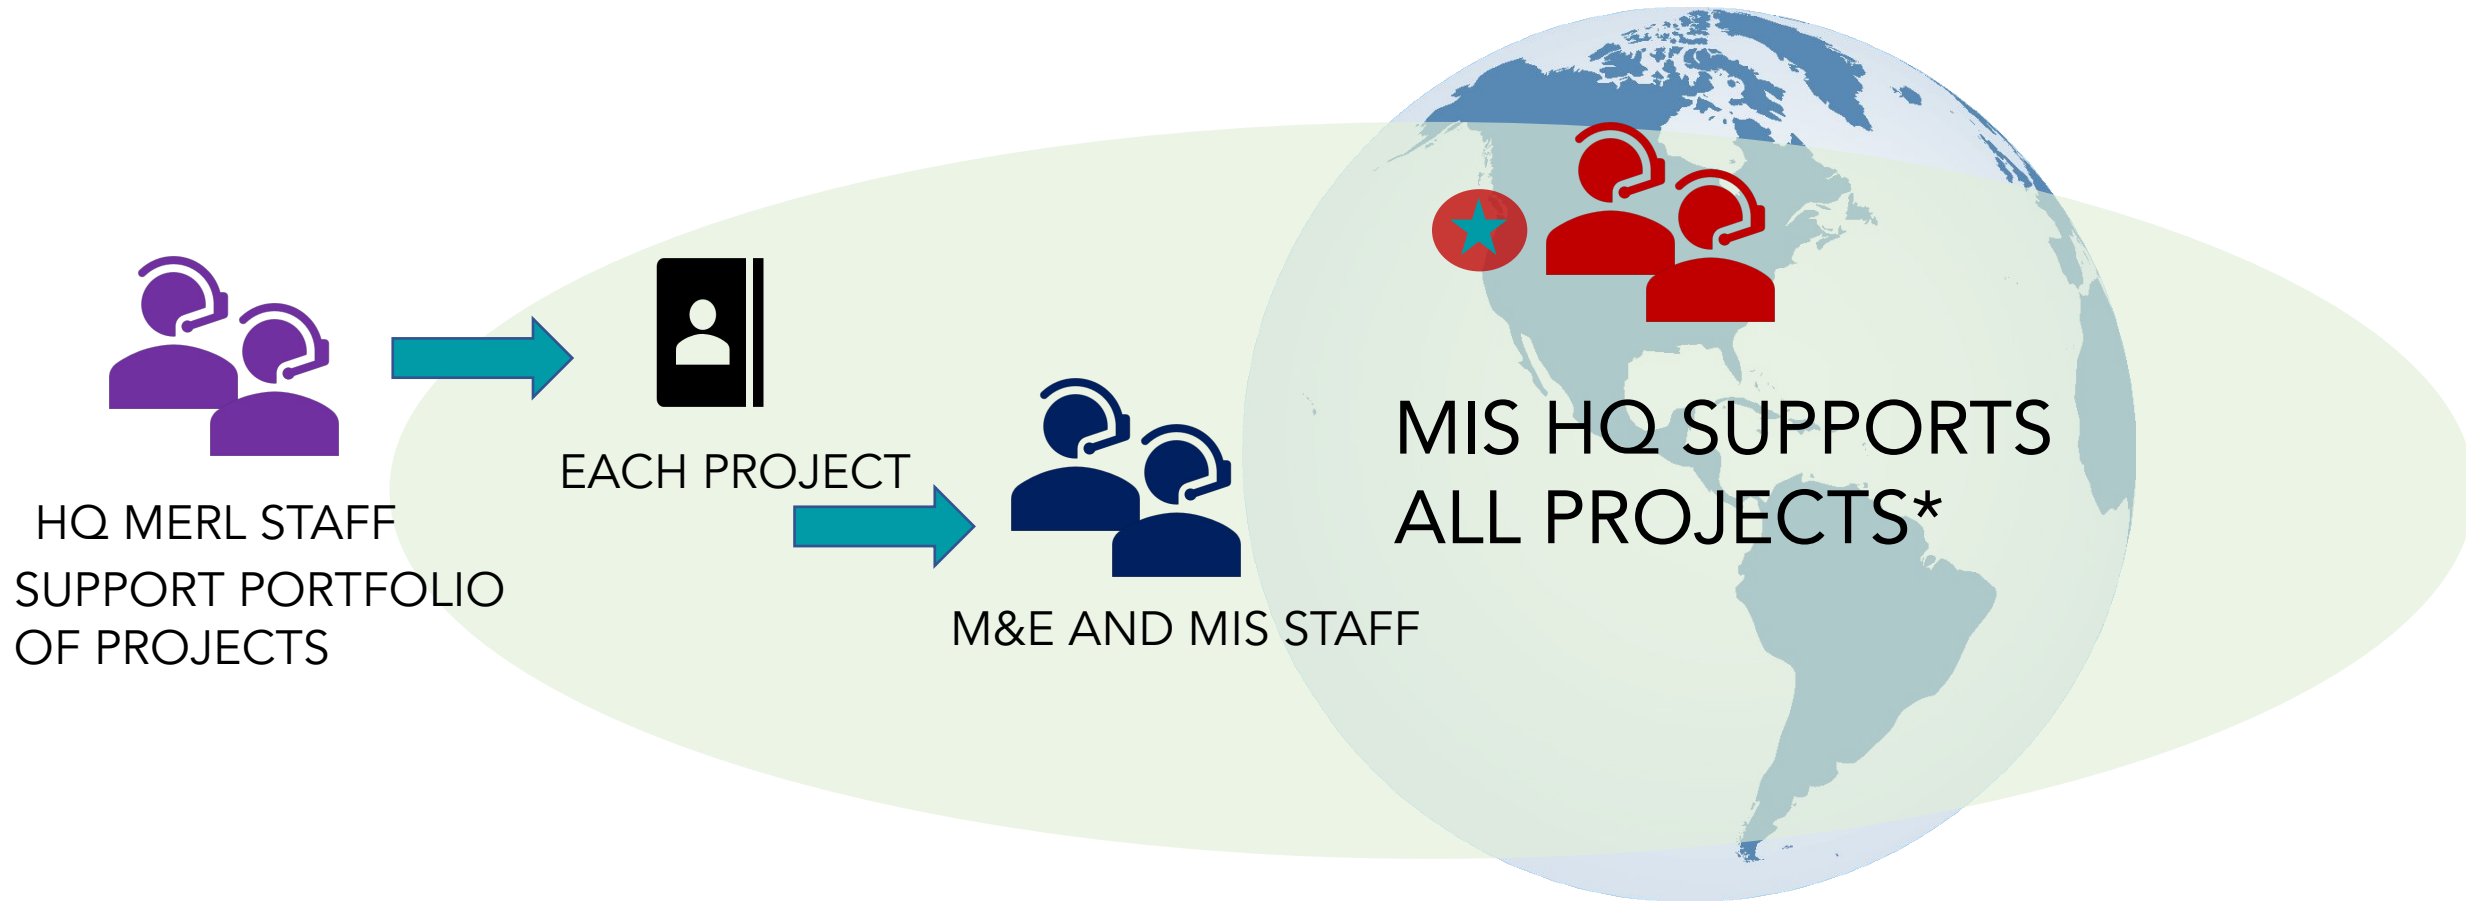 HQ MERL STAFF
SUPPORT PORTFOLIO
OF PROJECTS
EACH PROJECT
M&E AND MIS STAFF
MIS HQ SUPPORTS
ALL PROJECTS*